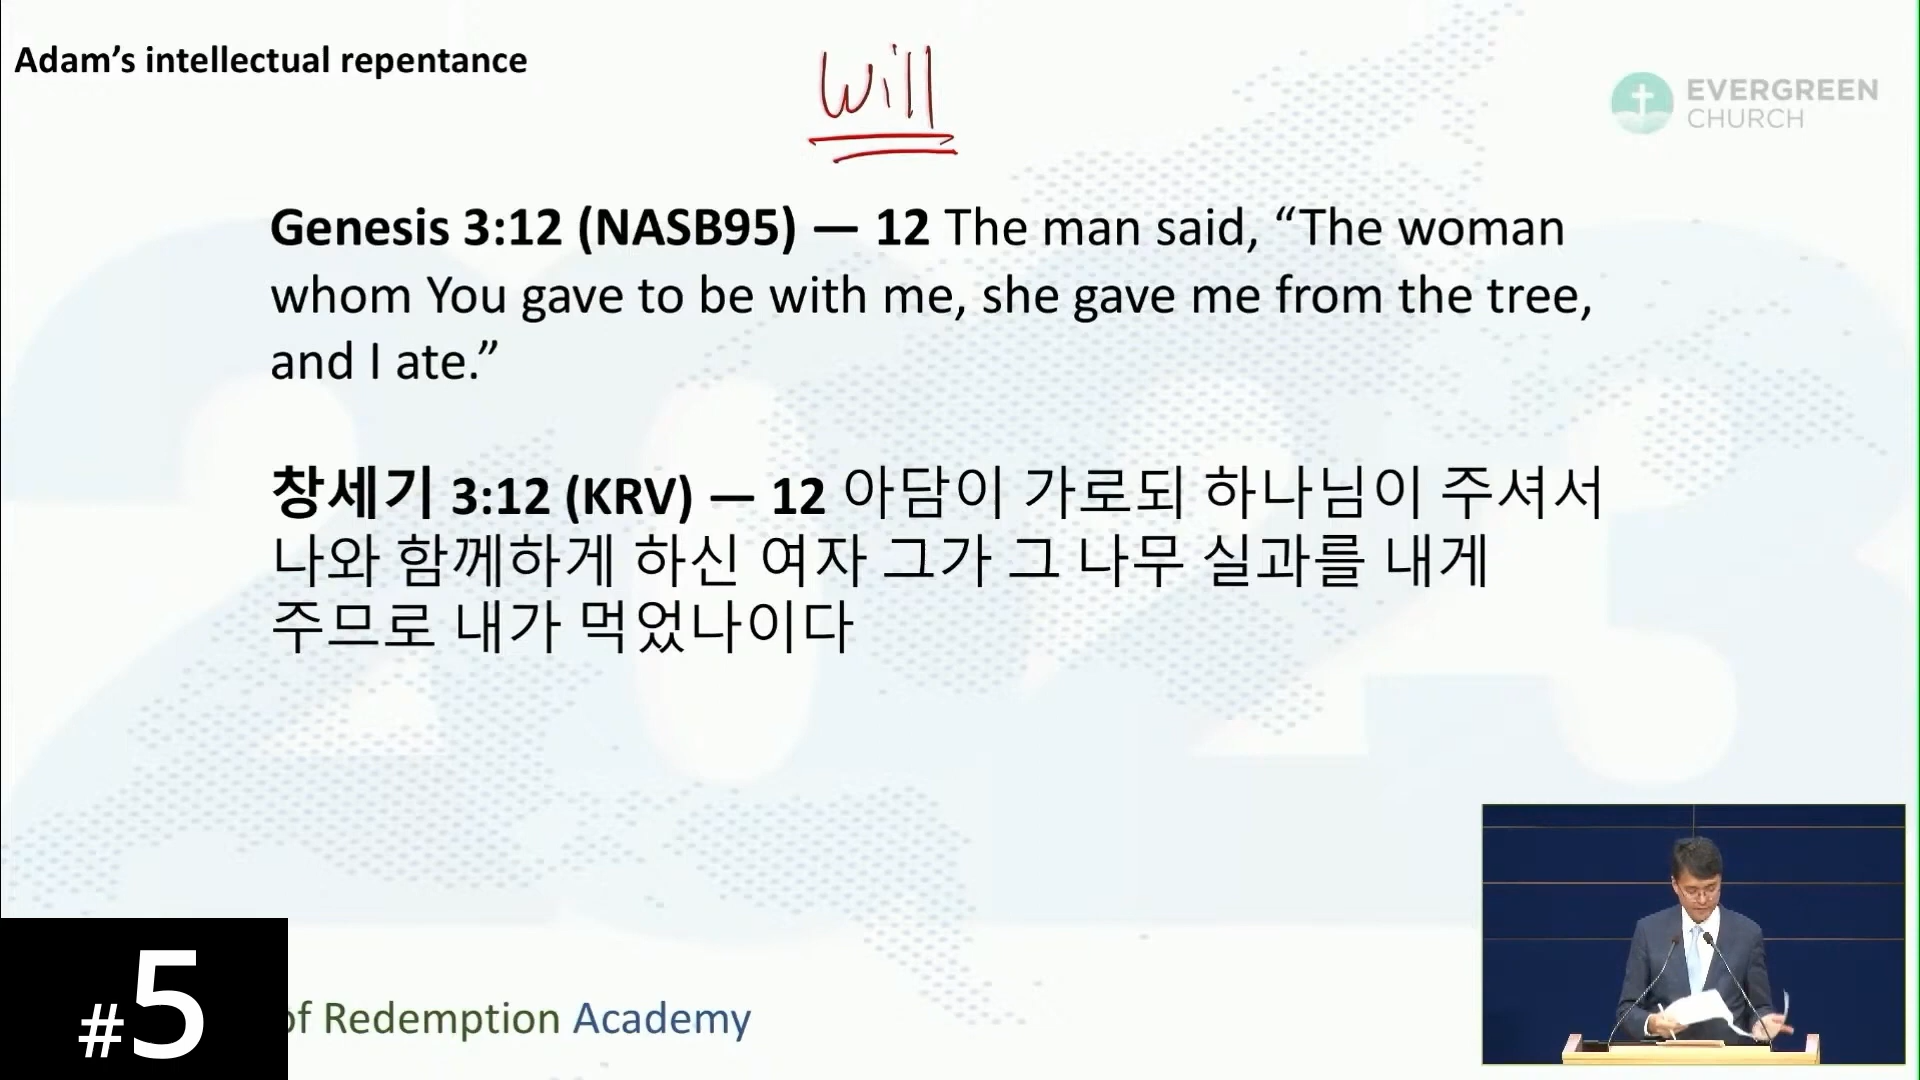 Adam’s intellectual repentance
will
EVERGREEN
CHURCH
Genesis 3:12 (NASB95) — 12 The man said, “The woman
whom You gave to be with me, she gave me from the tree,
and I ate.”
창세기 3:12 (KRV) — 12 아담이 가로되 하나님이 주셔서
나와 함께하게 하신 여자 그가 그 나무 실과를 내게
주므로 내가 먹었나이다
#5
of Redemption Academy